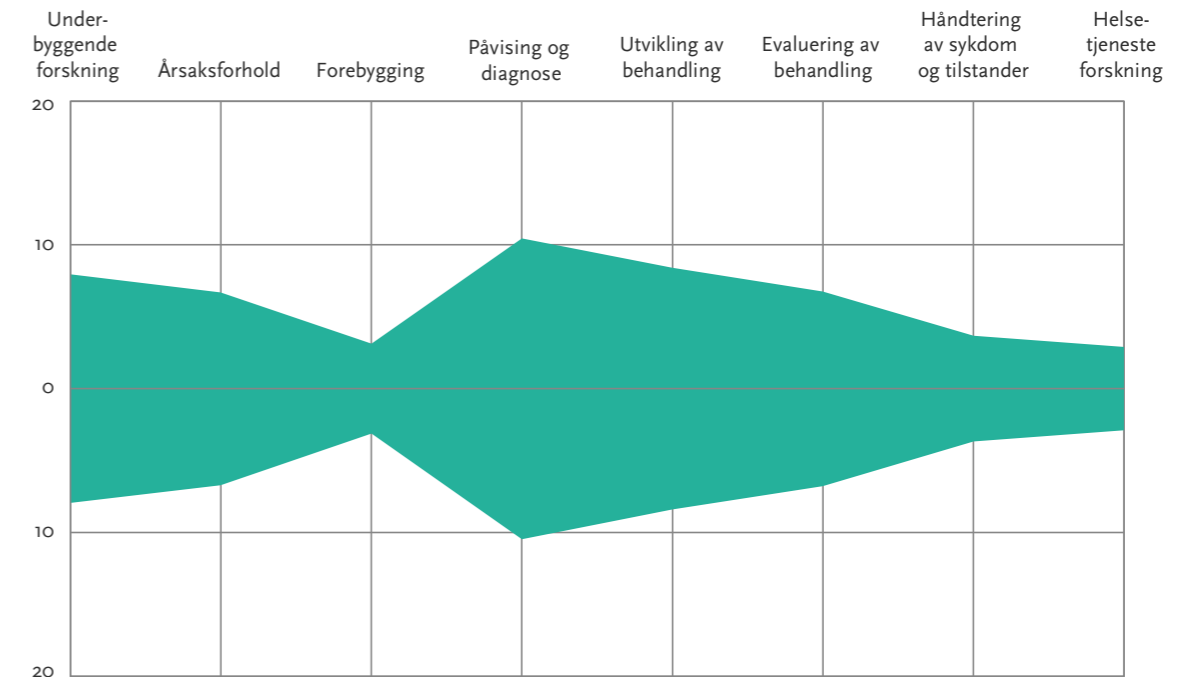 Under-
byggende
forskning
Årsaksforhold
Forebygging
Påvising og
diagnose
Utvikling av
behandling
Evaluering av
behandling
Håndtering
av sykdom
og tilstander
Helse-
tjeneste
forskning
20
10
0
10
20